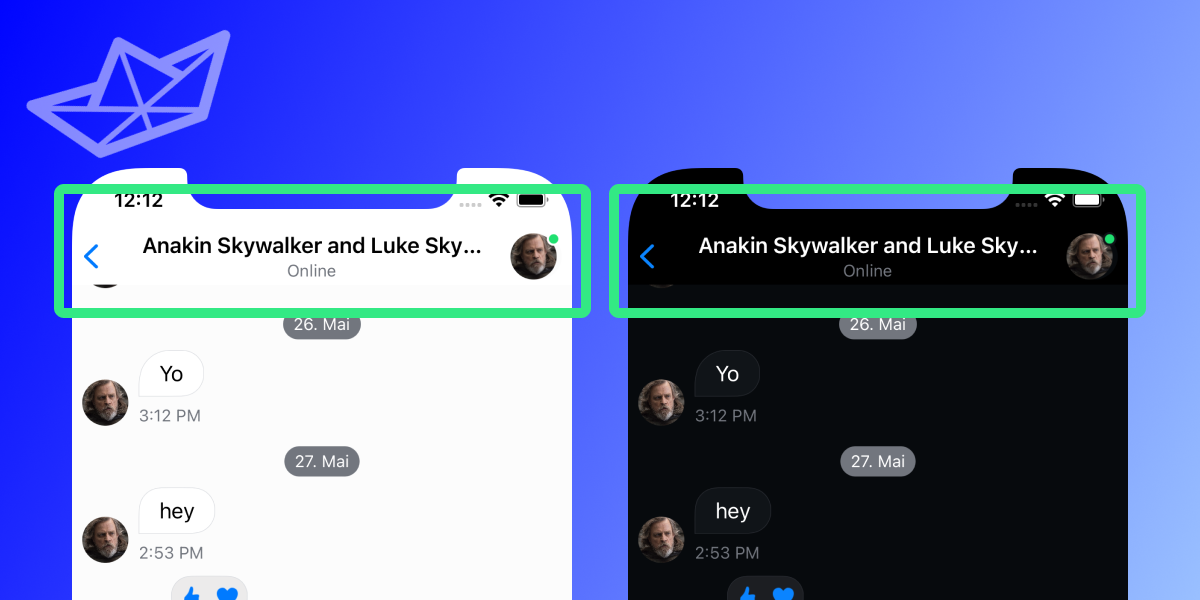 12:12
Anakin Skywalker and Luke Sky...
Online
26. Mai
Yo
3:12 PM
27. Mai
hey
2:53 PM
12:12
Anakin Skywalker and Luke Sky...
Online
26. Mai
Yo
3:12 PM
27. Mai
hey
2:53 PM